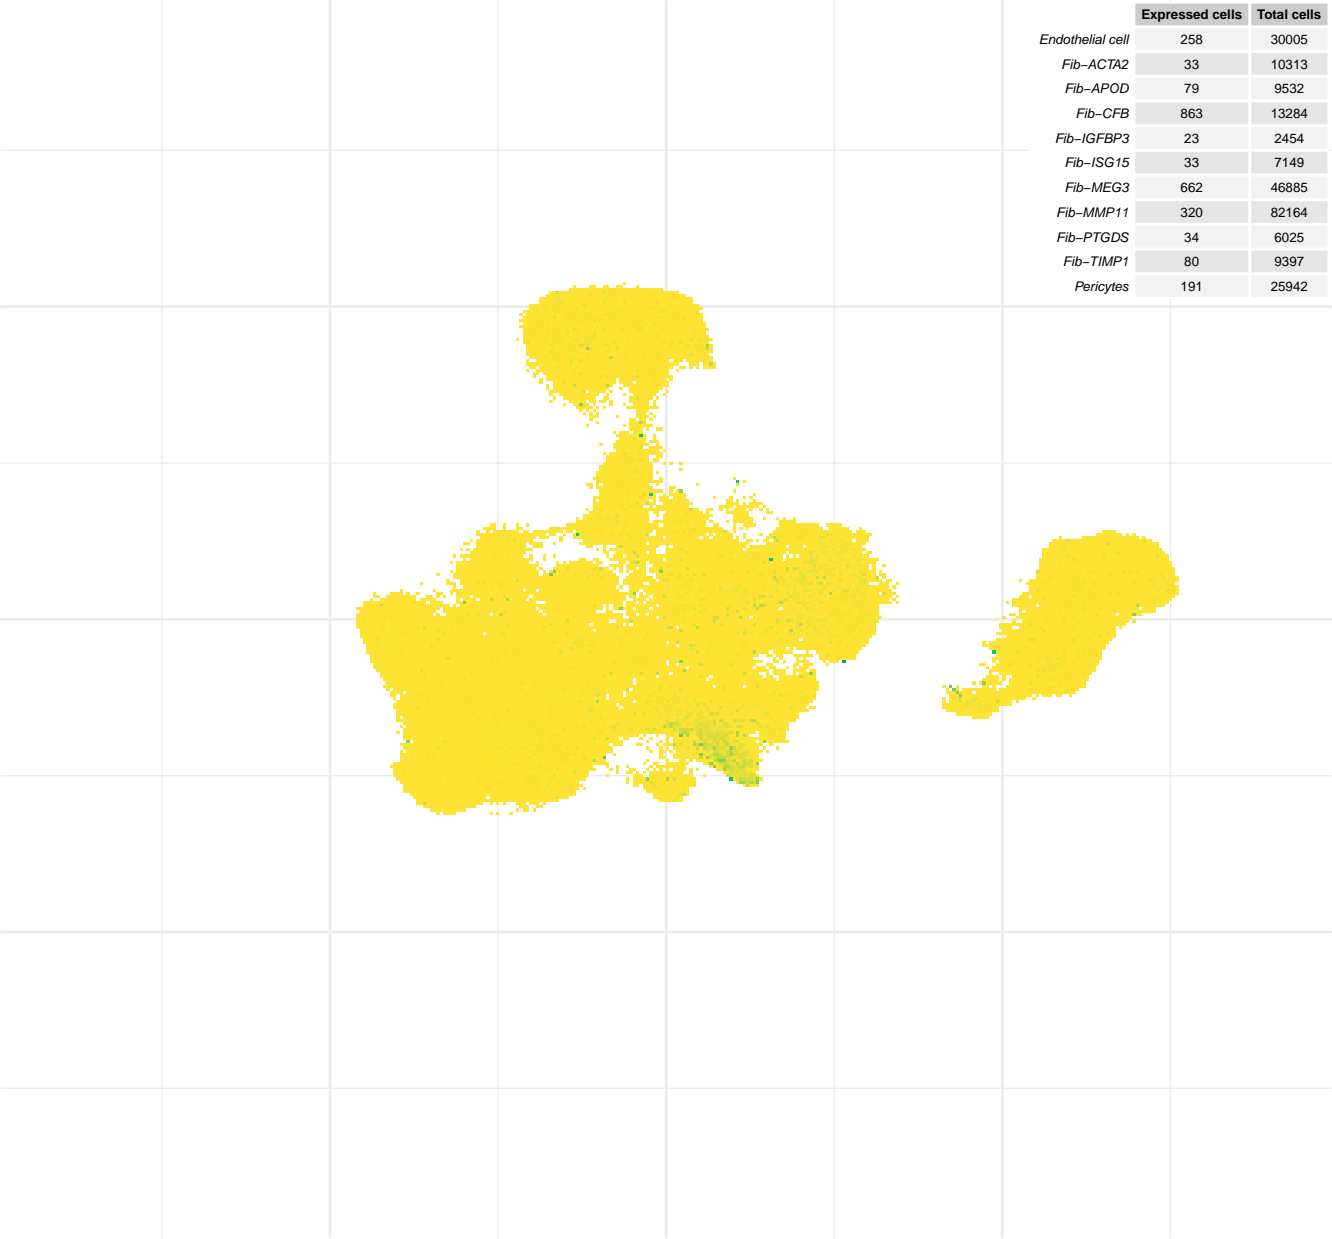 Expressed cells Total cells
Endothelial cell 258 30005
Fib−ACTA2 33 10313
Fib−APOD 79 9532
Fib−CFB 863 13284
Fib−IGFBP3 23 2454
Fib−ISG15 33 7149
Fib−MEG3 662 46885
Fib−MMP11 320 82164
Fib−PTGDS 34 6025
Fib−TIMP1 80 9397
Pericytes 191 25942